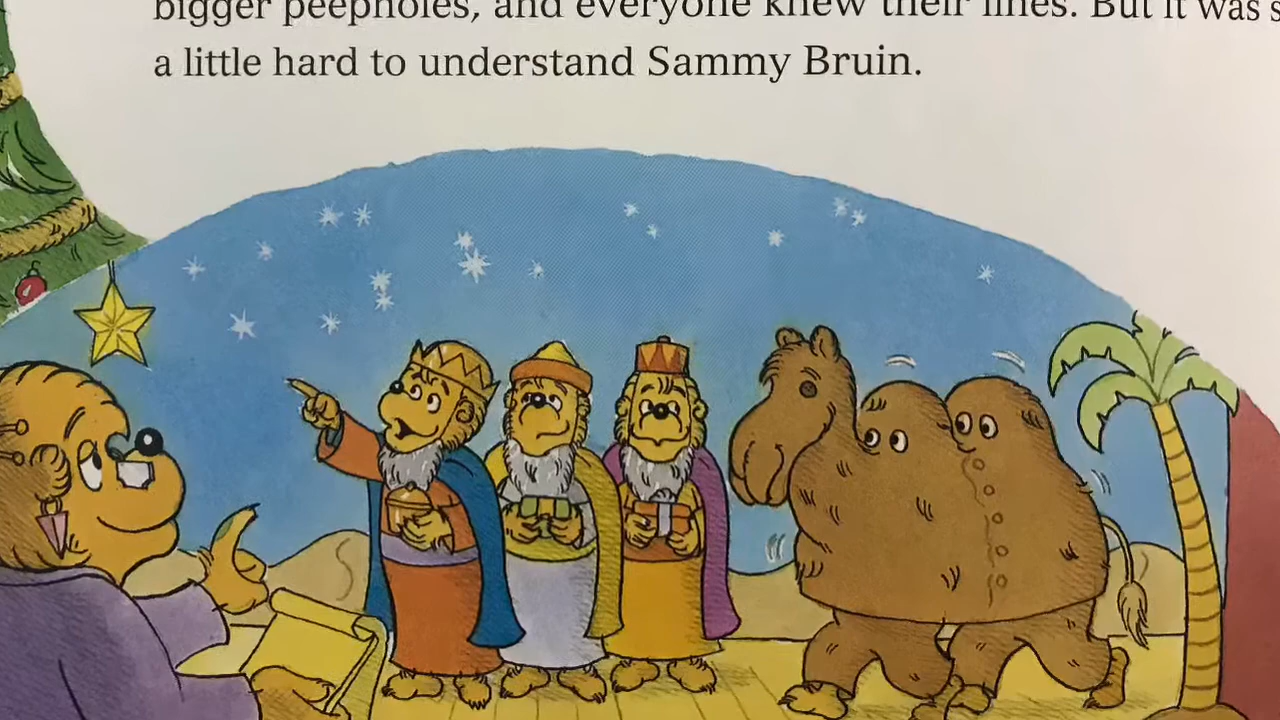 bigger peepholes, and everyone knew their lines. But it was
a little hard to understand Sammy Bruin.